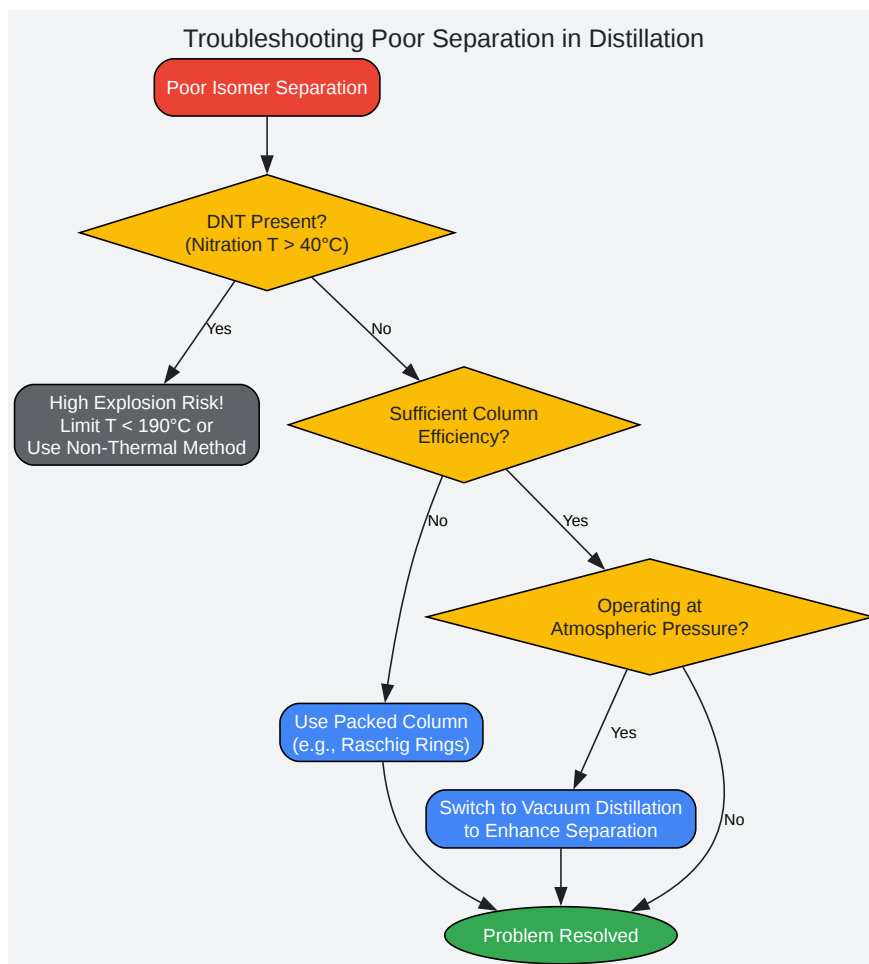 Troubleshooting Poor Separation in Distillation
Poor Isomer Separation
DNT Present?
(Nitration T > 40°C)
Yes
No
High Explosion Risk!
Limit T < 190°C or
Use Non-Thermal Method
Sufficient Column
Efficiency?
No
Yes
Operating at
Atmospheric Pressure?
Use Packed Column
(e.g., Raschig Rings)
Yes
Switch to Vacuum Distillation
to Enhance Separation
No
Problem Resolved